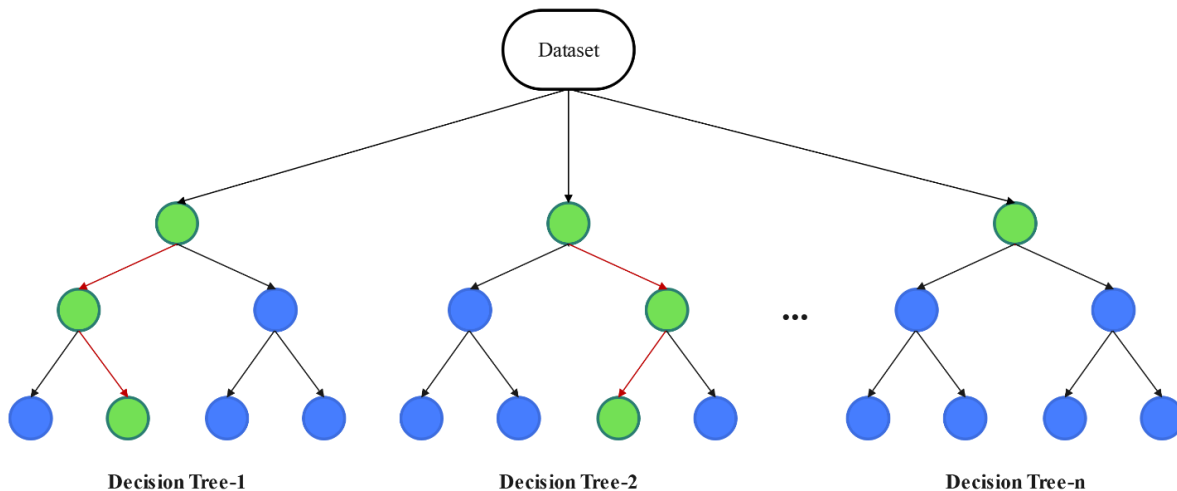 Dataset
...
Decision Tree-1
Decision Tree-2
Decision Tree-n